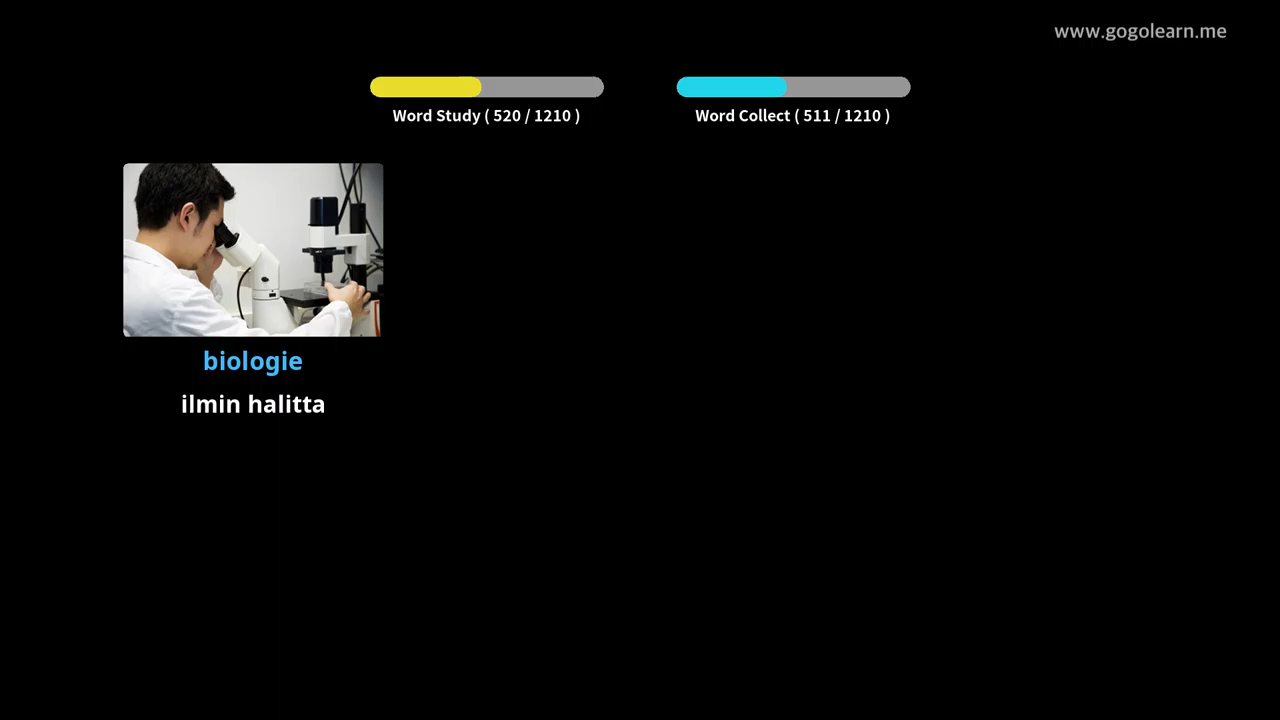 www.gogolearn.me
Word Study ( 520 / 1210 )
Word Collect ( 511 / 1210 )
biologie
ilmin halitta